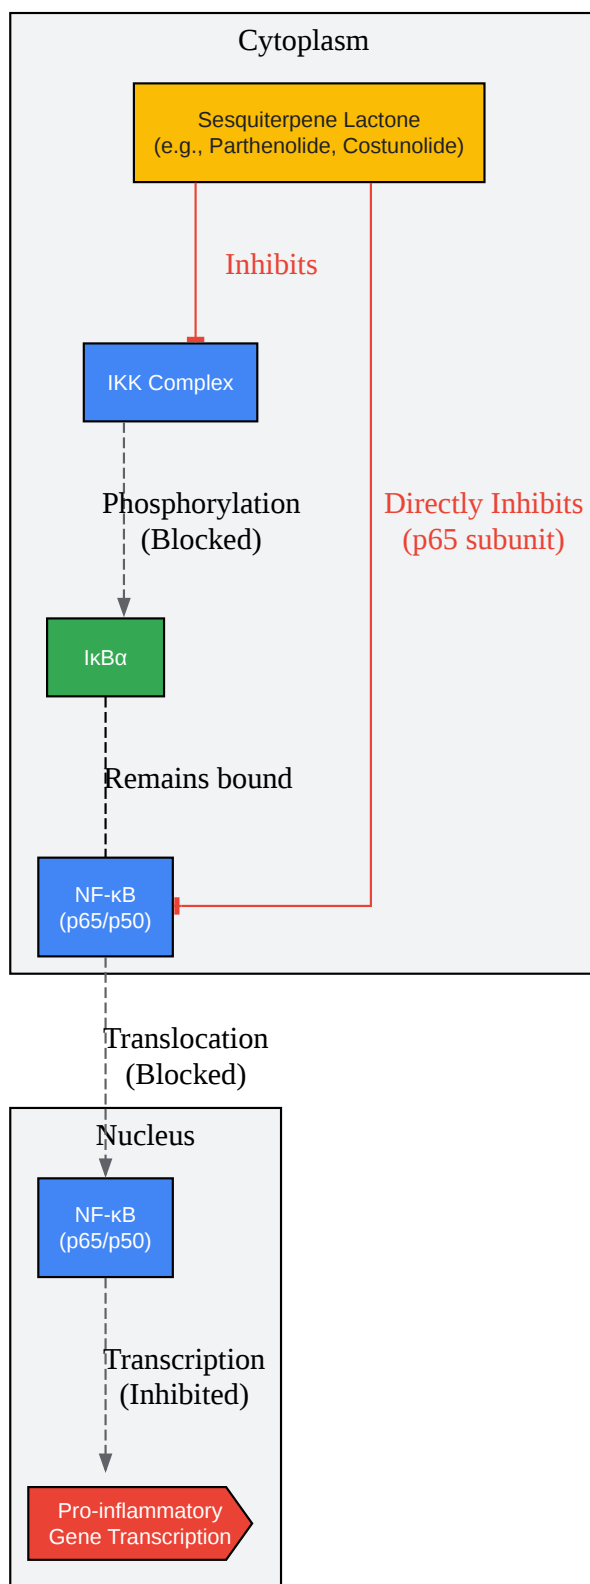 Cytoplasm
Sesquiterpene Lactone
(e.g., Parthenolide, Costunolide)
Inhibits
IKK Complex
Phosphorylation
(Blocked)
Directly Inhibits
(p65 subunit)
IκBα
Remains bound
NF-κB
(p65/p50)
Translocation
(Blocked)
Nucleus
NF-κB
(p65/p50)
Transcription
(Inhibited)
Pro-inflammatory
Gene Transcription